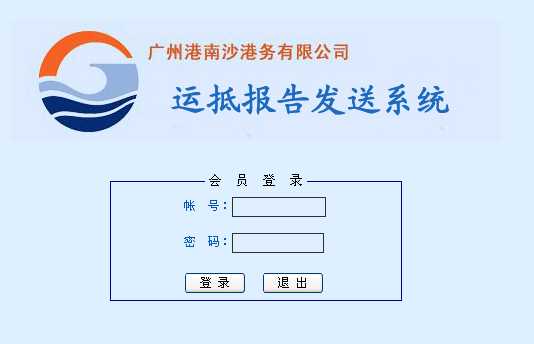 广州港南沙港务有限公司
运抵报告发送系统
会 员 登 录
帐 号：
密 码：
登 录 退 出